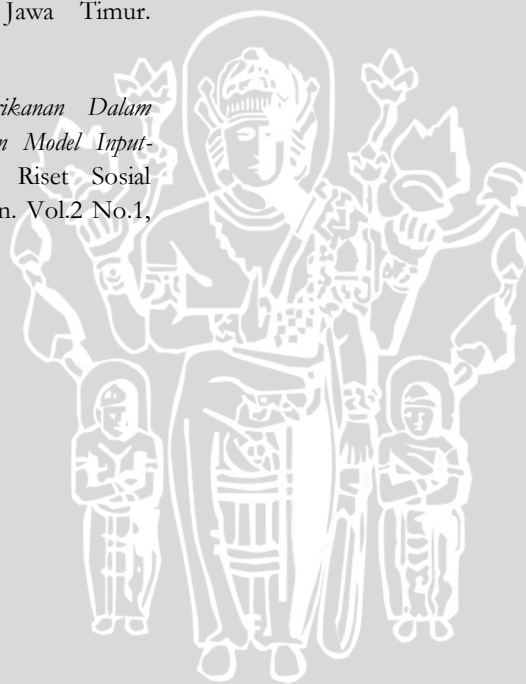 Jawa Timur.
rikanan Dalam
n Model Input-
Riset Sosial
n. Vol.2 No.1,